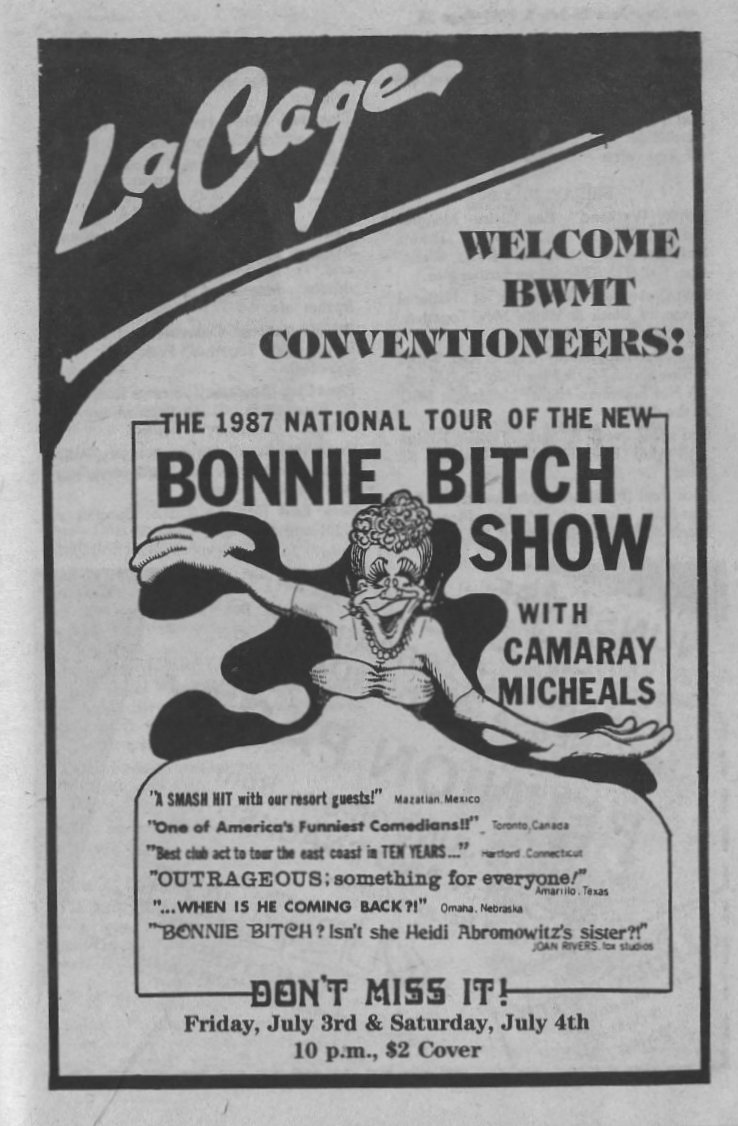 La Cage
WELCOME
BWMT
CONVENTIONEERS!
THE 1987 NATIONAL TOUR OF THE NEW
BONNIE BITCH
SHOW
WITH
CAMARAY
MICHEALS
"A SMASH HIT with our resort guests!" Mazatlan, Mexico
"One of America's Funniest Comedians!!" Toronto, Canada
"Best club act to tour the east coast in TEN YEARS..." Hartford, Connecticut
"OUTRAGEOUS; something for everyone!"
Amarillo, Texas
"...WHEN IS HE COMING BACK?!" Omaha, Nebraska
"BONNIE BITCH? Isn't she Heidi Abromowitz's sister?!"
JOAN RIVERS, fox studios
DON'T MISS IT!
Friday, July 3rd & Saturday, July 4th
10 p.m., $2 Cover